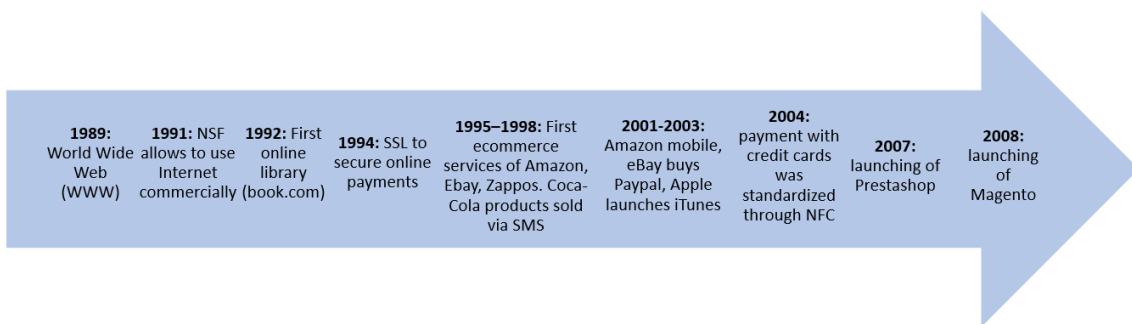 1989:
World Wide
Web
(WWW)
1991: NSF
allows to use
Internet
commercially
1992: First
online
library
(book.com)
1994: SSL to
secure online
payments
1995–1998: First
ecommerce
services of Amazon,
Ebay, Zappos. Coca-
Cola products sold
via SMS
2001-2003:
Amazon mobile,
eBay buys
Paypal, Apple
launches iTunes
2004:
payment with
credit cards
was
standardized
through NFC
2007:
launching of
Prestashop
2008:
launching
of
Magento